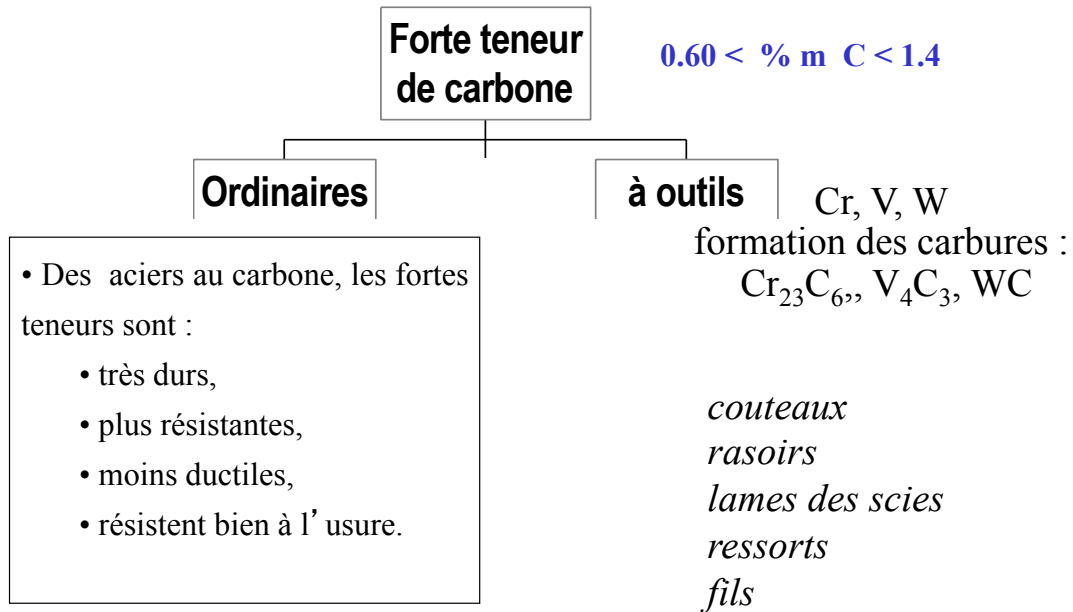 Forte teneur
de carbone
0.60 < % m C < 1.4
Ordinaires
à outils
Cr, V, W
formation des carbures :
Cr₂₃C₆,, V₄C₃, WC
• Des aciers au carbone, les fortes
teneurs sont :
• très durs,
• plus résistantes,
• moins ductiles,
• résistent bien à l’ usure.
couteaux
rasoirs
lames des scies
ressorts
fils